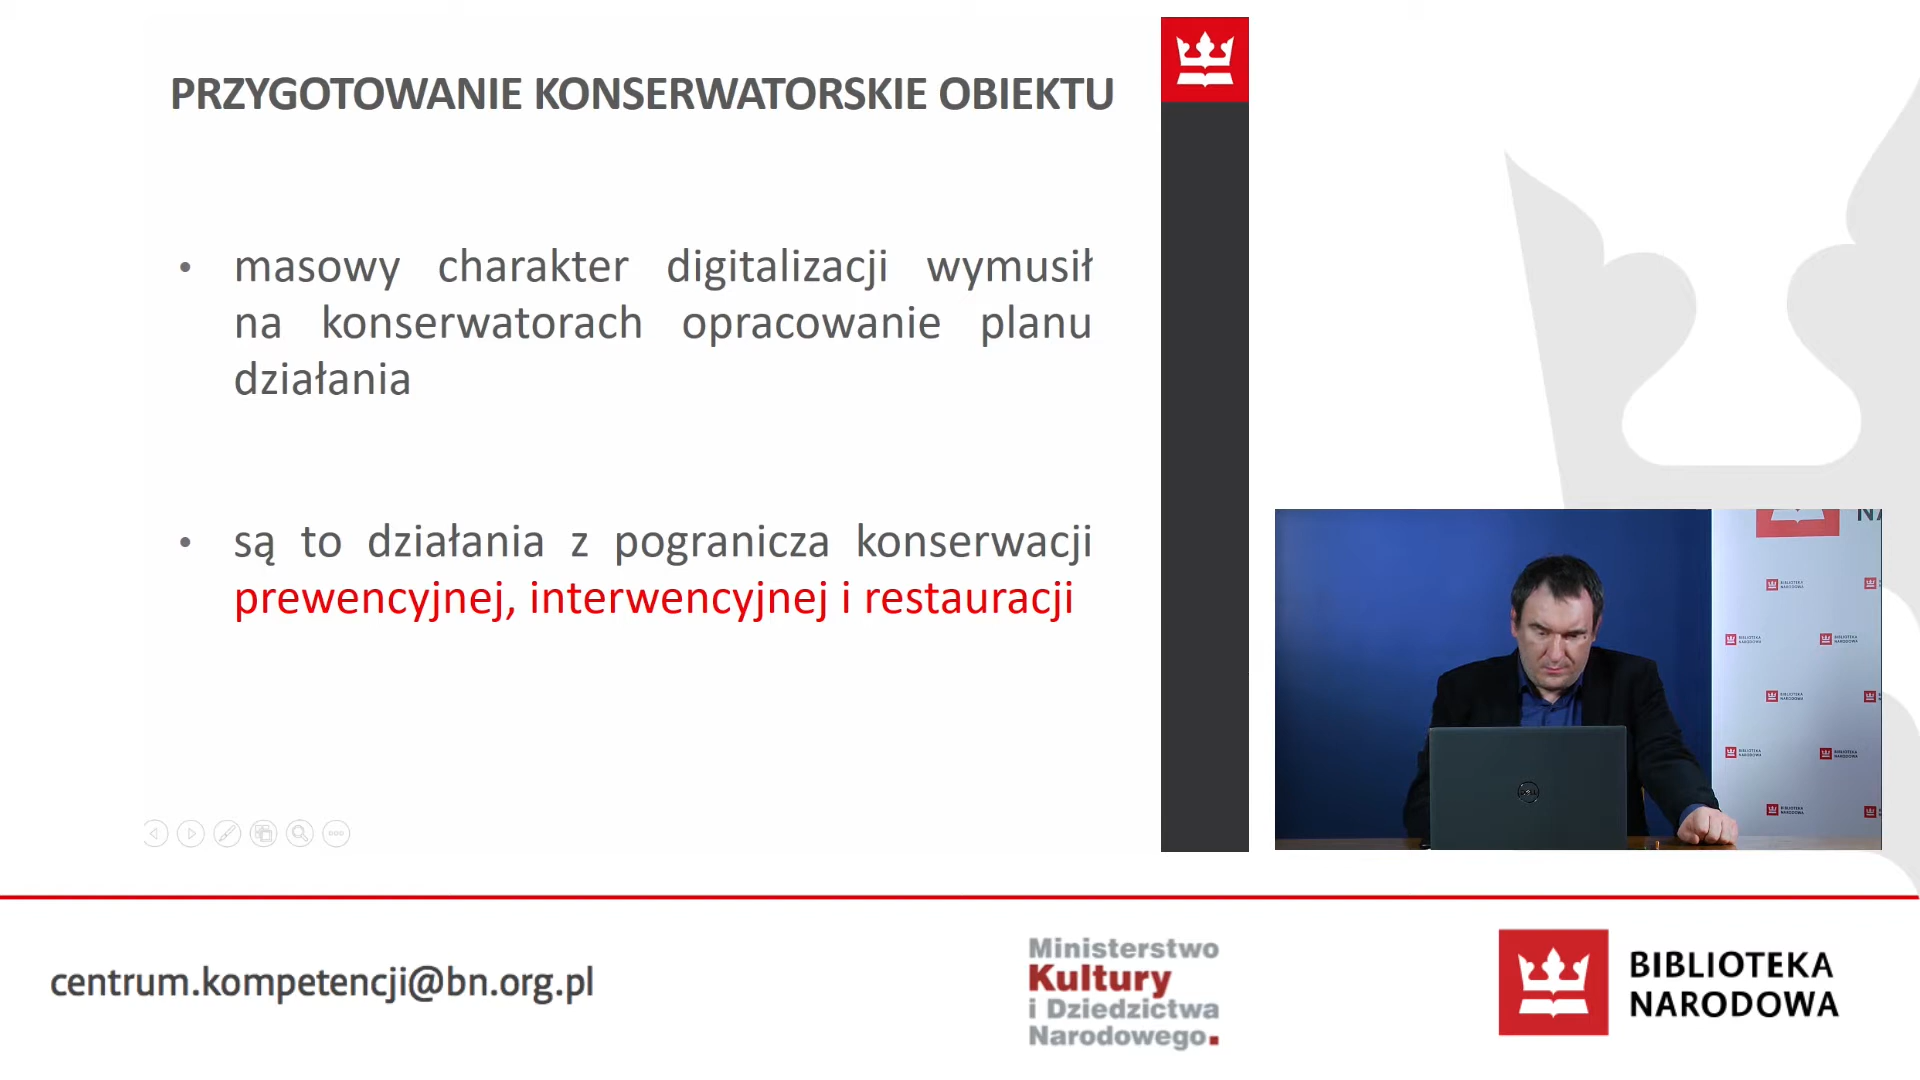 PRZYGOTOWANIE KONSERWATORSKIE OBIEKTU
• masowy charakter digitalizacji wymusił
na konserwatorach opracowanie planu
działania
• są to działania z pogranicza konserwacji
prewencyjnej, interwencyjnej i restauracji
centrum.kompetencji@bn.org.pl
Ministerstwo
Kultury
i Dziedzictwa
Narodowego.
BIBLIOTEKA
NARODOWA